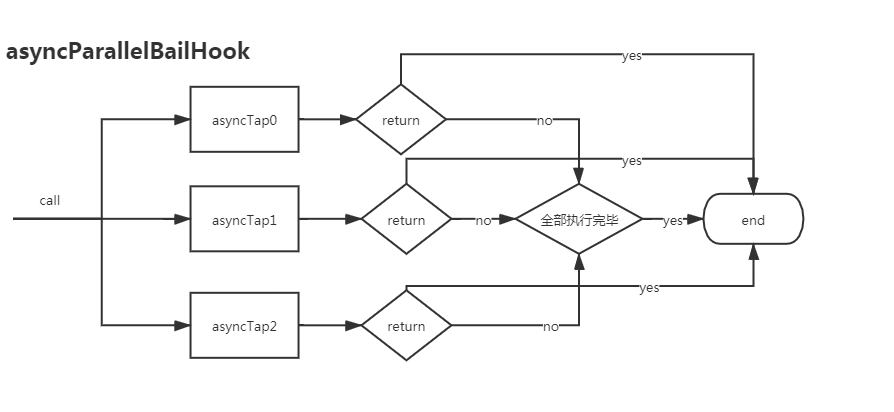 asyncParallelBailHook
yes
asyncTap0
return
no
yes
call
asyncTap1
return
no
全部执行完毕
yes
end
yes
asyncTap2
return
no